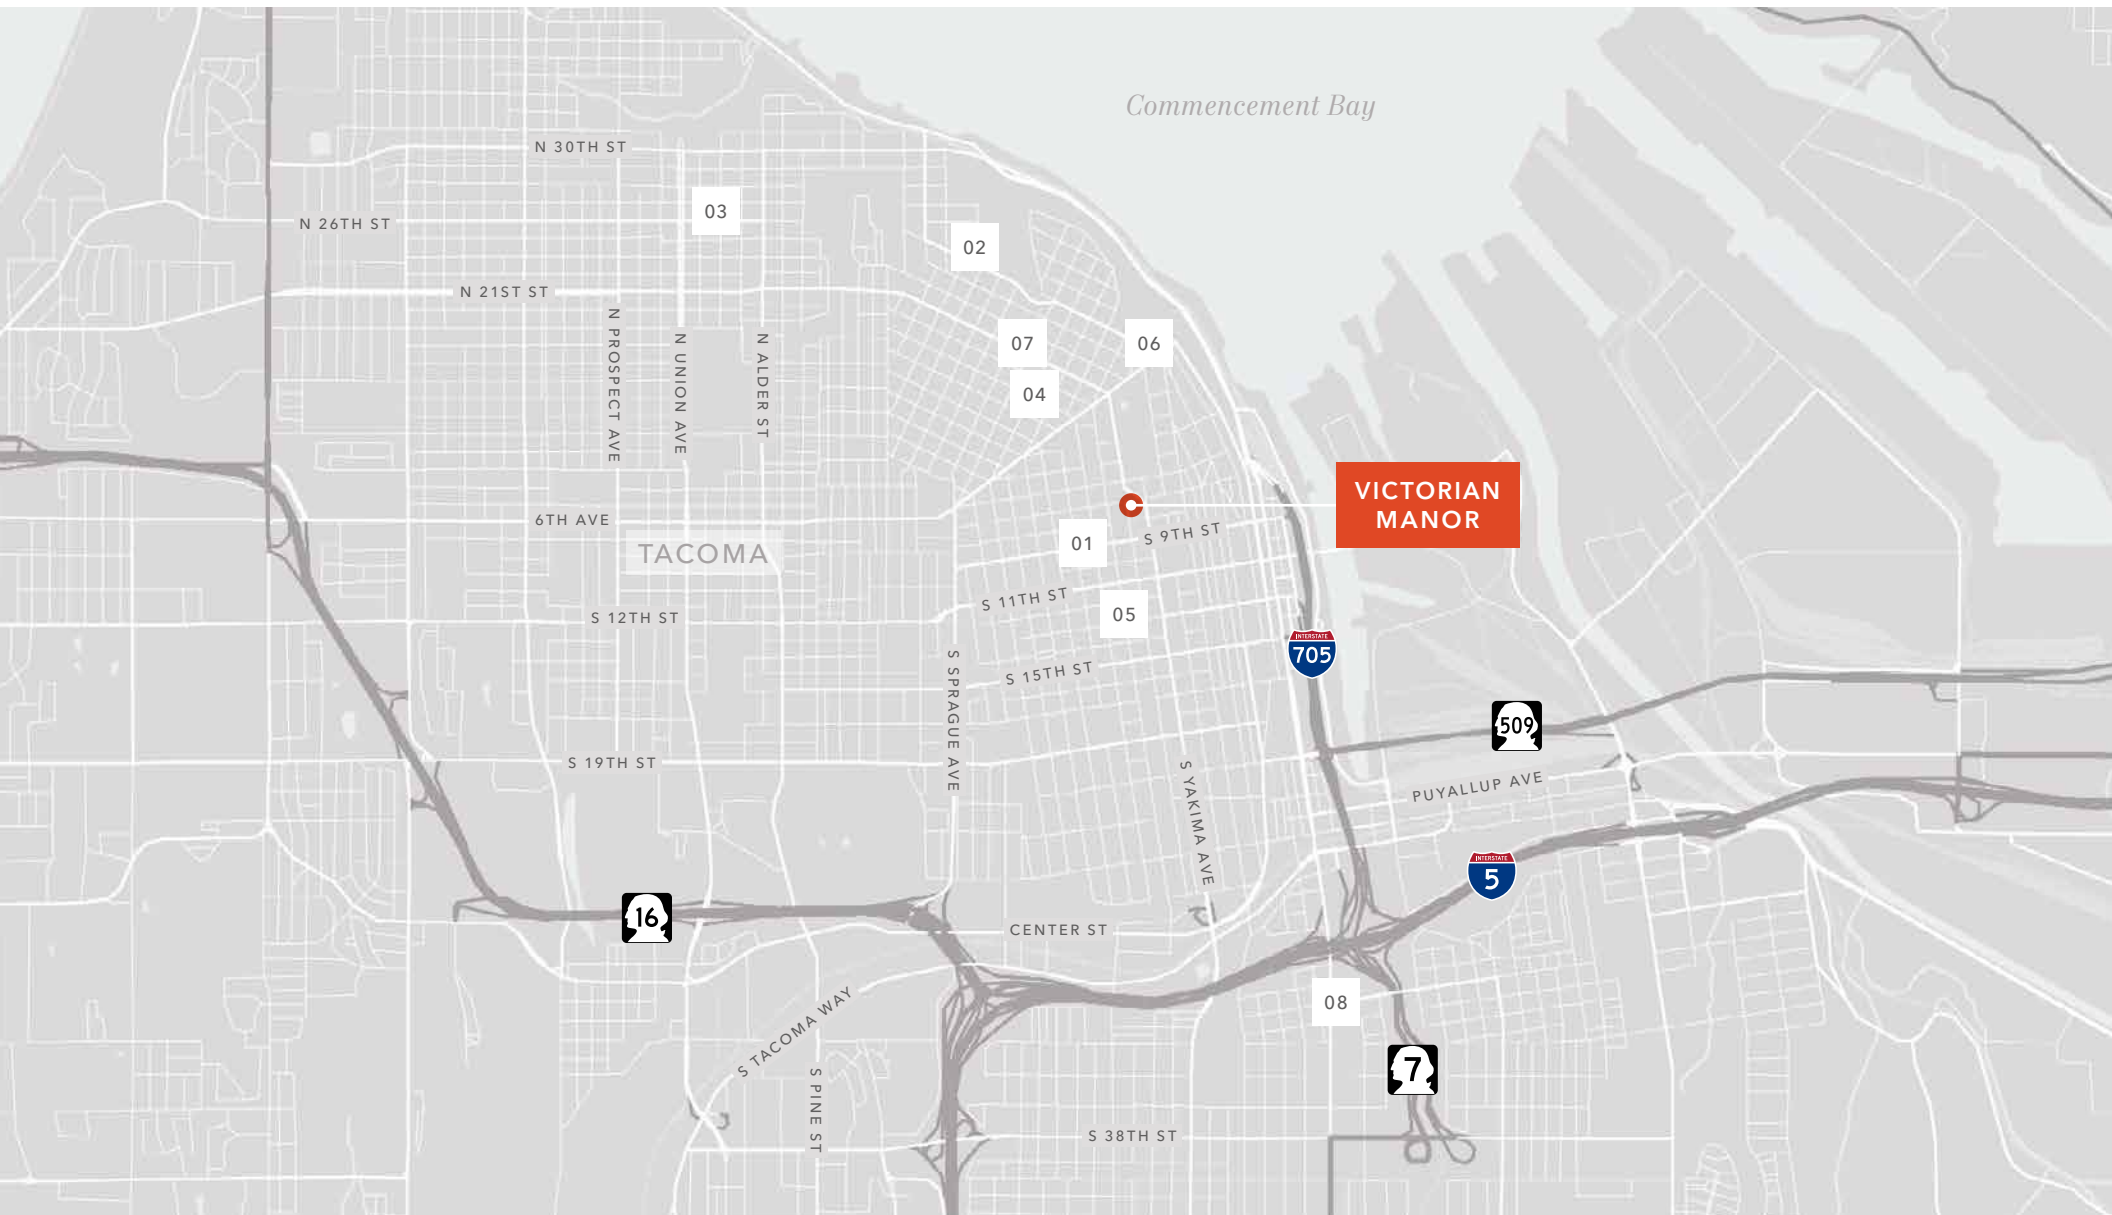 Commencement Bay
N 30TH ST
03
N 26TH ST
02
N 21ST ST
N PROSPECT AVE
N UNION AVE
N ALDER ST
07
06
04
VICTORIAN
MANOR
6TH AVE
TACOMA
01
S 9TH ST
S 11TH ST
05
S 12TH ST
INTERSTATE
705
S 15TH ST
S SPRAGUE AVE
509
S 19TH ST
S YAKIMA AVE
PUYALLUP AVE
INTERSTATE
5
16
CENTER ST
08
S TACOMA WAY
7
S PINE ST
S 38TH ST